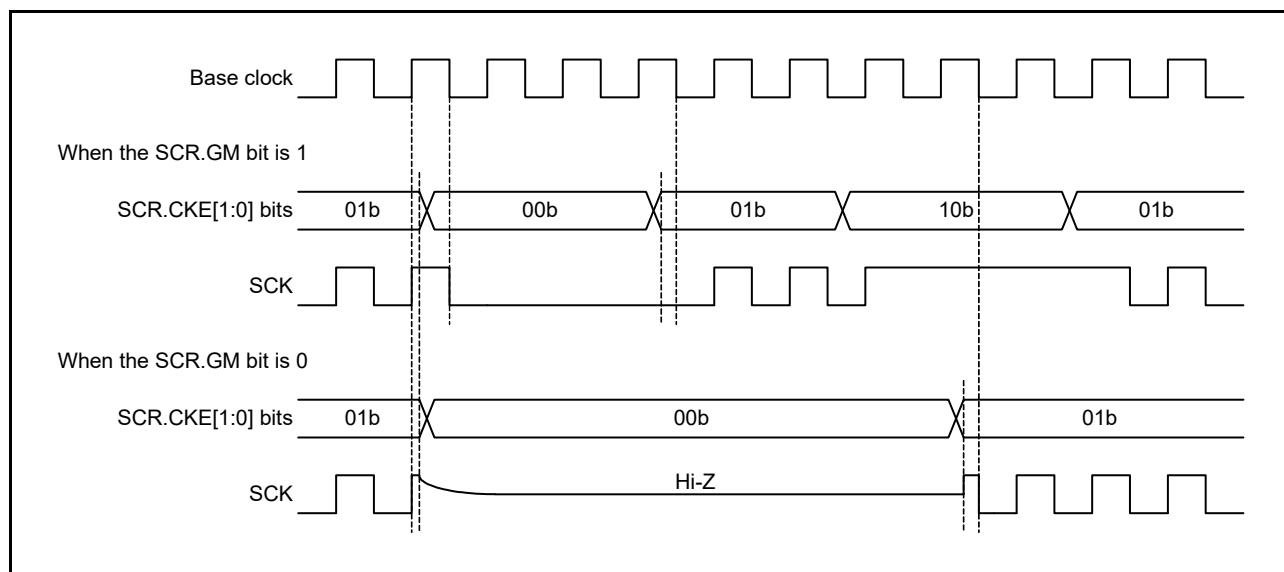 Base clock
When the SCR.GM bit is 1
SCR.CKE[1:0] bits 01b 00b 01b 10b 01b
SCK
When the SCR.GM bit is 0
SCR.CKE[1:0] bits 01b 00b 01b
SCK Hi-Z